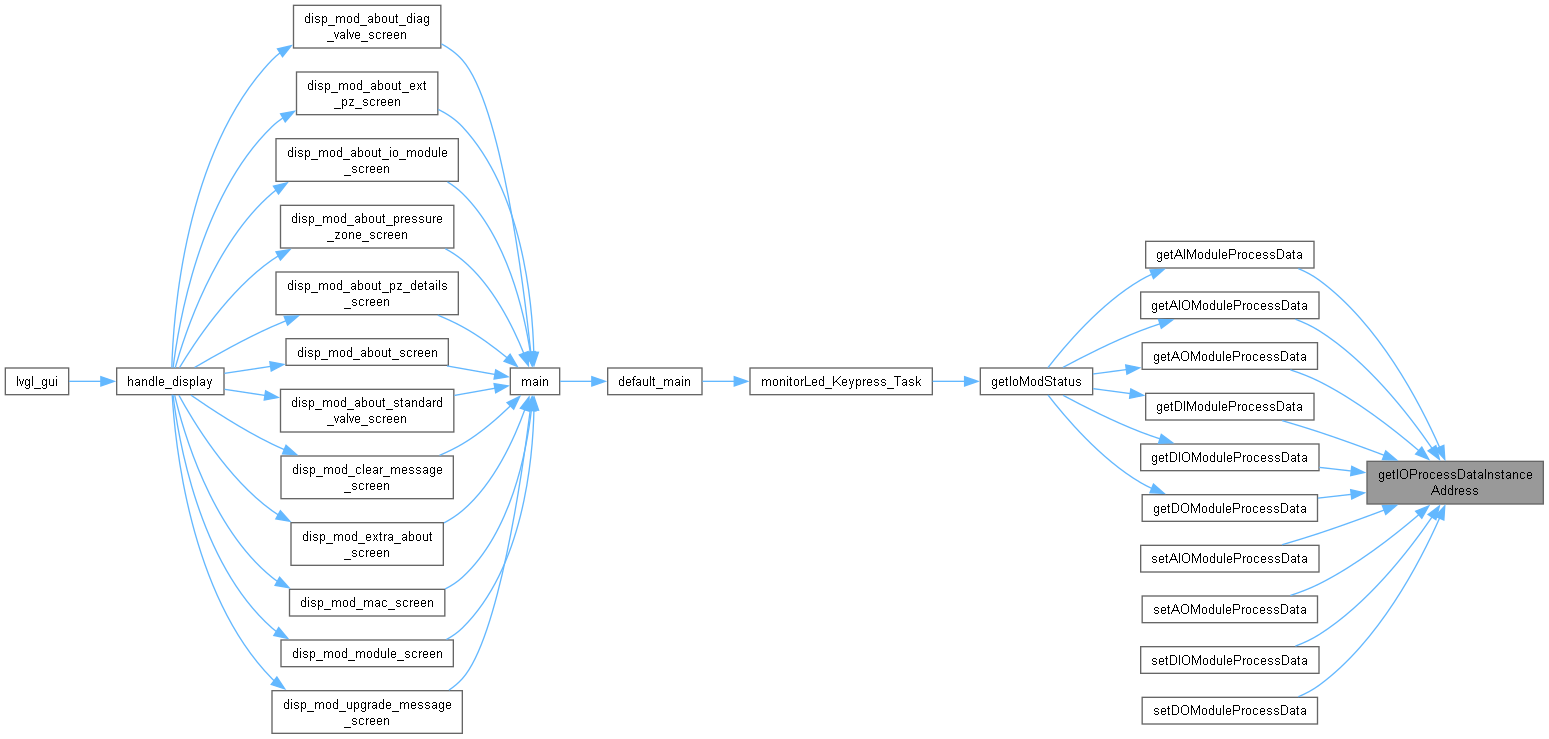 disp_mod_about_diag
_valve_screen
disp_mod_about_ext
_pz_screen
disp_mod_about_io_module
_screen
disp_mod_about_pressure
_zone_screen
disp_mod_about_pz_details
_screen
disp_mod_about_screen
lvgl_gui
handle_display
disp_mod_about_standard
_valve_screen
disp_mod_clear_message
_screen
disp_mod_extra_about
_screen
disp_mod_mac_screen
disp_mod_module_screen
disp_mod_upgrade_message
_screen
main
default_main
monitorLed_Keypress_Task
getIoModStatus
getAIModuleProcessData
getAIOModuleProcessData
getAOModuleProcessData
getDIModuleProcessData
getDIOModuleProcessData
getDOModuleProcessData
setAIOModuleProcessData
setAOModuleProcessData
setDIOModuleProcessData
setDOModuleProcessData
getIOProcessDataInstance
Address